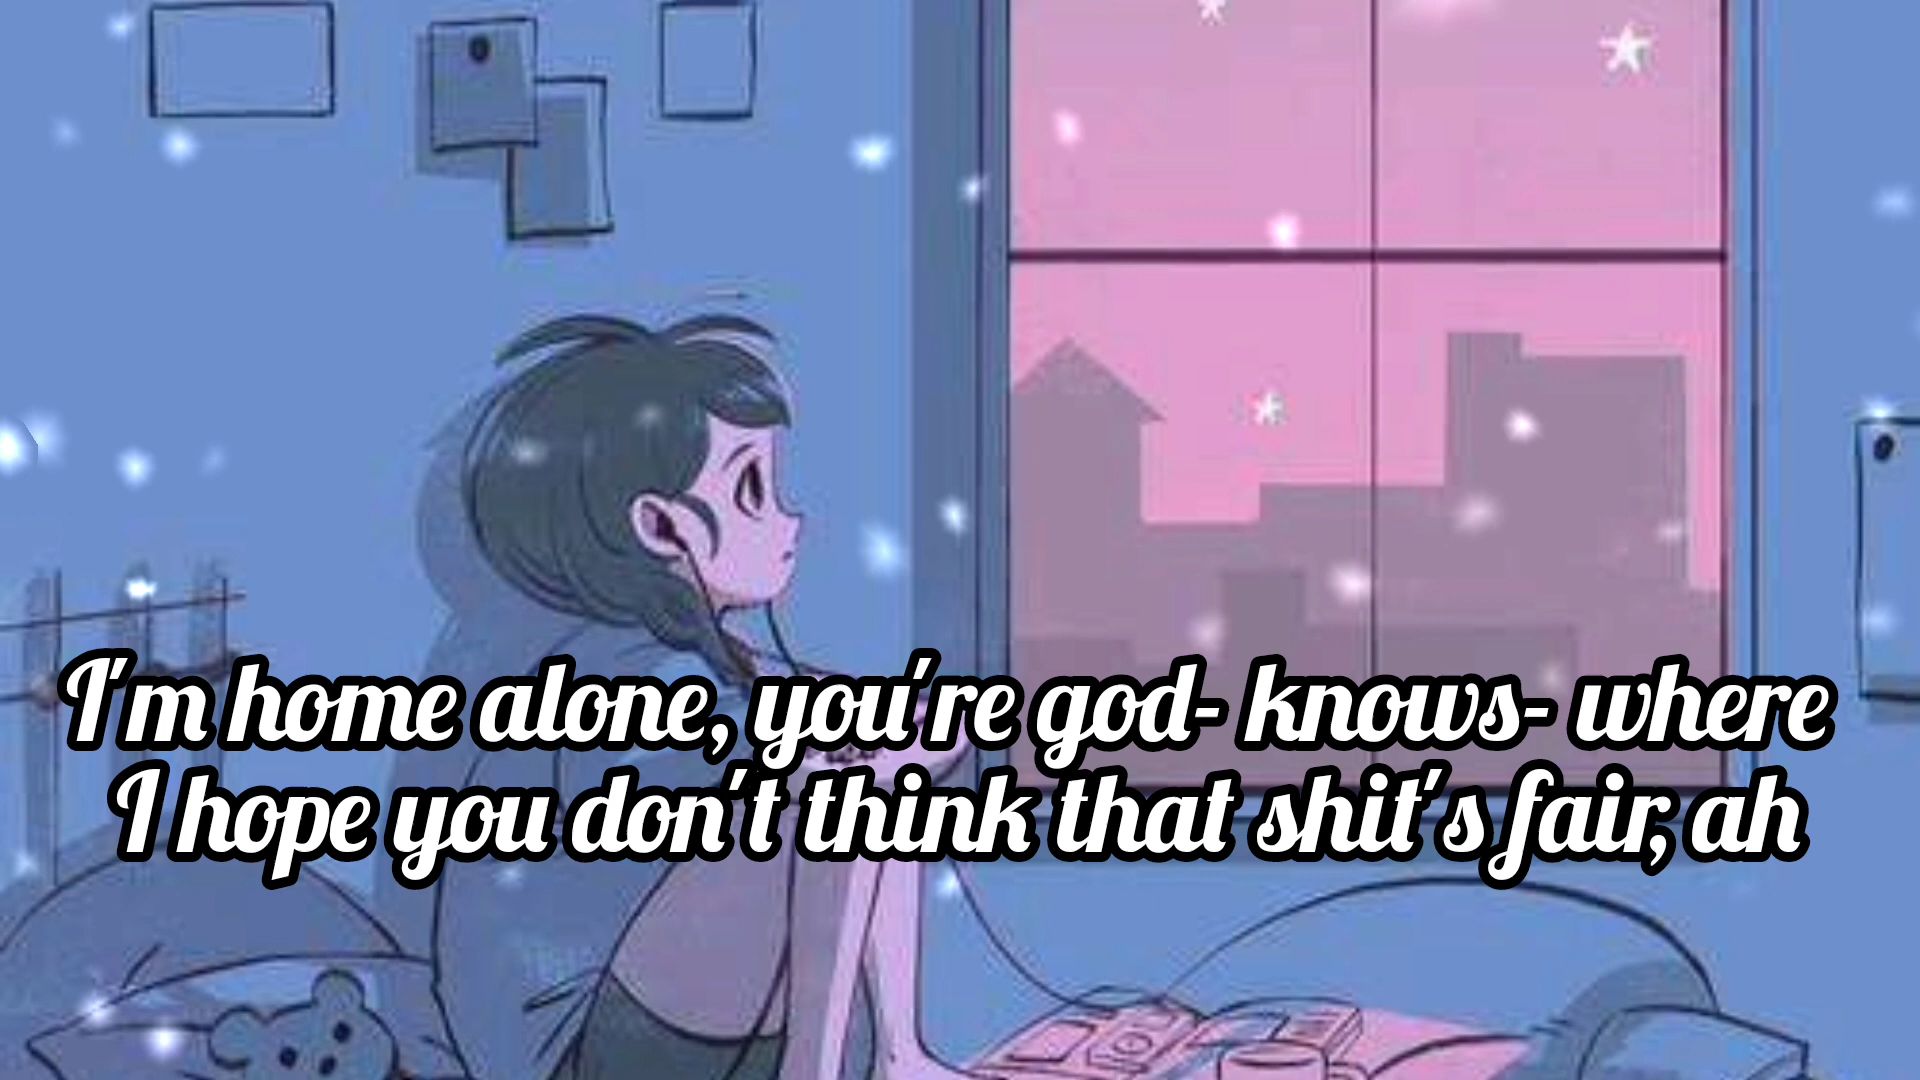 I'm home alone, you're god- knows- where
I hope you don't think that shit's fair, ah